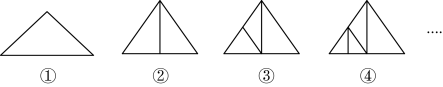 ① ② ③ ④ ····